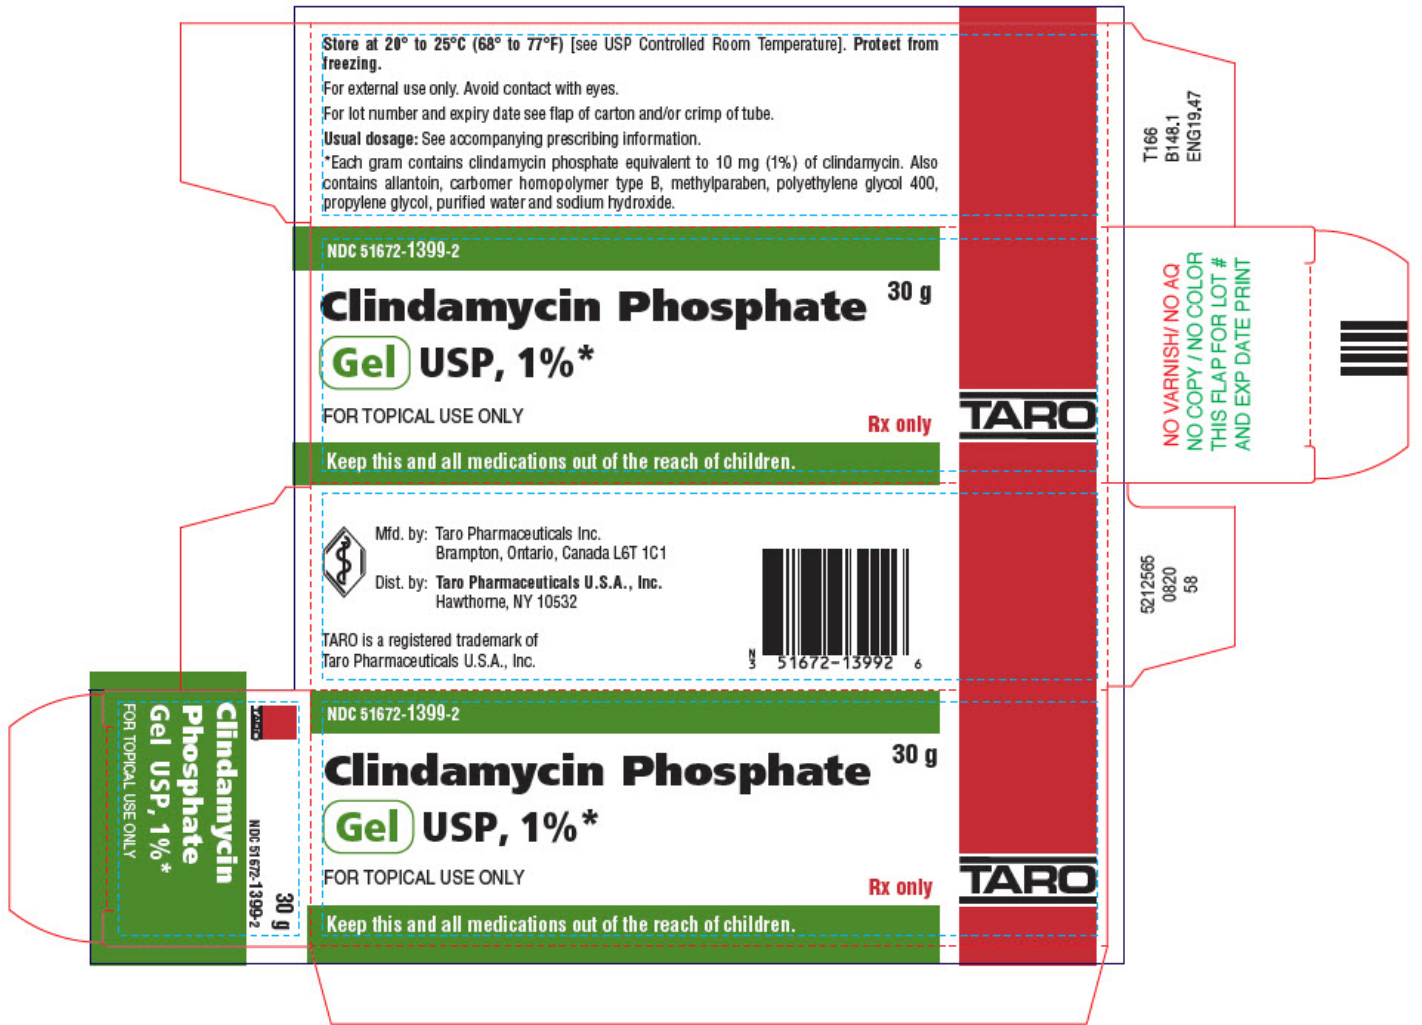 Store at 20° to 25°C (68° to 77°F) [see USP Controlled Room Temperature]. Protect from
freezing.
For external use only. Avoid contact with eyes.
For lot number and expiry date see flap of carton and/or crimp of tube.
Usual dosage: See accompanying prescribing information.
*Each gram contains clindamycin phosphate equivalent to 10 mg (1%) of clindamycin. Also
contains allantoin, carbomer homopolymer type B, methylparaben, polyethylene glycol 400,
propylene glycol, purified water and sodium hydroxide.
T166
B148.1
ENG19.47
NDC 51672-1399-2
Clindamycin Phosphate 30 g
Gel USP, 1%*
FOR TOPICAL USE ONLY
Rx only
TARO
Keep this and all medications out of the reach of children.
NO VARNISH/ NO AQ
NO COPY / NO COLOR
THIS FLAP FOR LOT #
AND EXP DATE PRINT
Mfd. by: Taro Pharmaceuticals Inc.
Brampton, Ontario, Canada L6T 1C1
Dist. by: Taro Pharmaceuticals U.S.A., Inc.
Hawthorne, NY 10532
TARO is a registered trademark of
Taro Pharmaceuticals U.S.A., Inc.
N
3 51672-13992 6
5212565
0820
58
NDC 51672-1399-2
Clindamycin Phosphate 30 g
Gel USP, 1%*
FOR TOPICAL USE ONLY
Rx only
TARO
Keep this and all medications out of the reach of children.
TARO
NDC 51672-1399-2
30 g
Clindamycin
Phosphate
Gel USP, 1%*
FOR TOPICAL USE ONLY